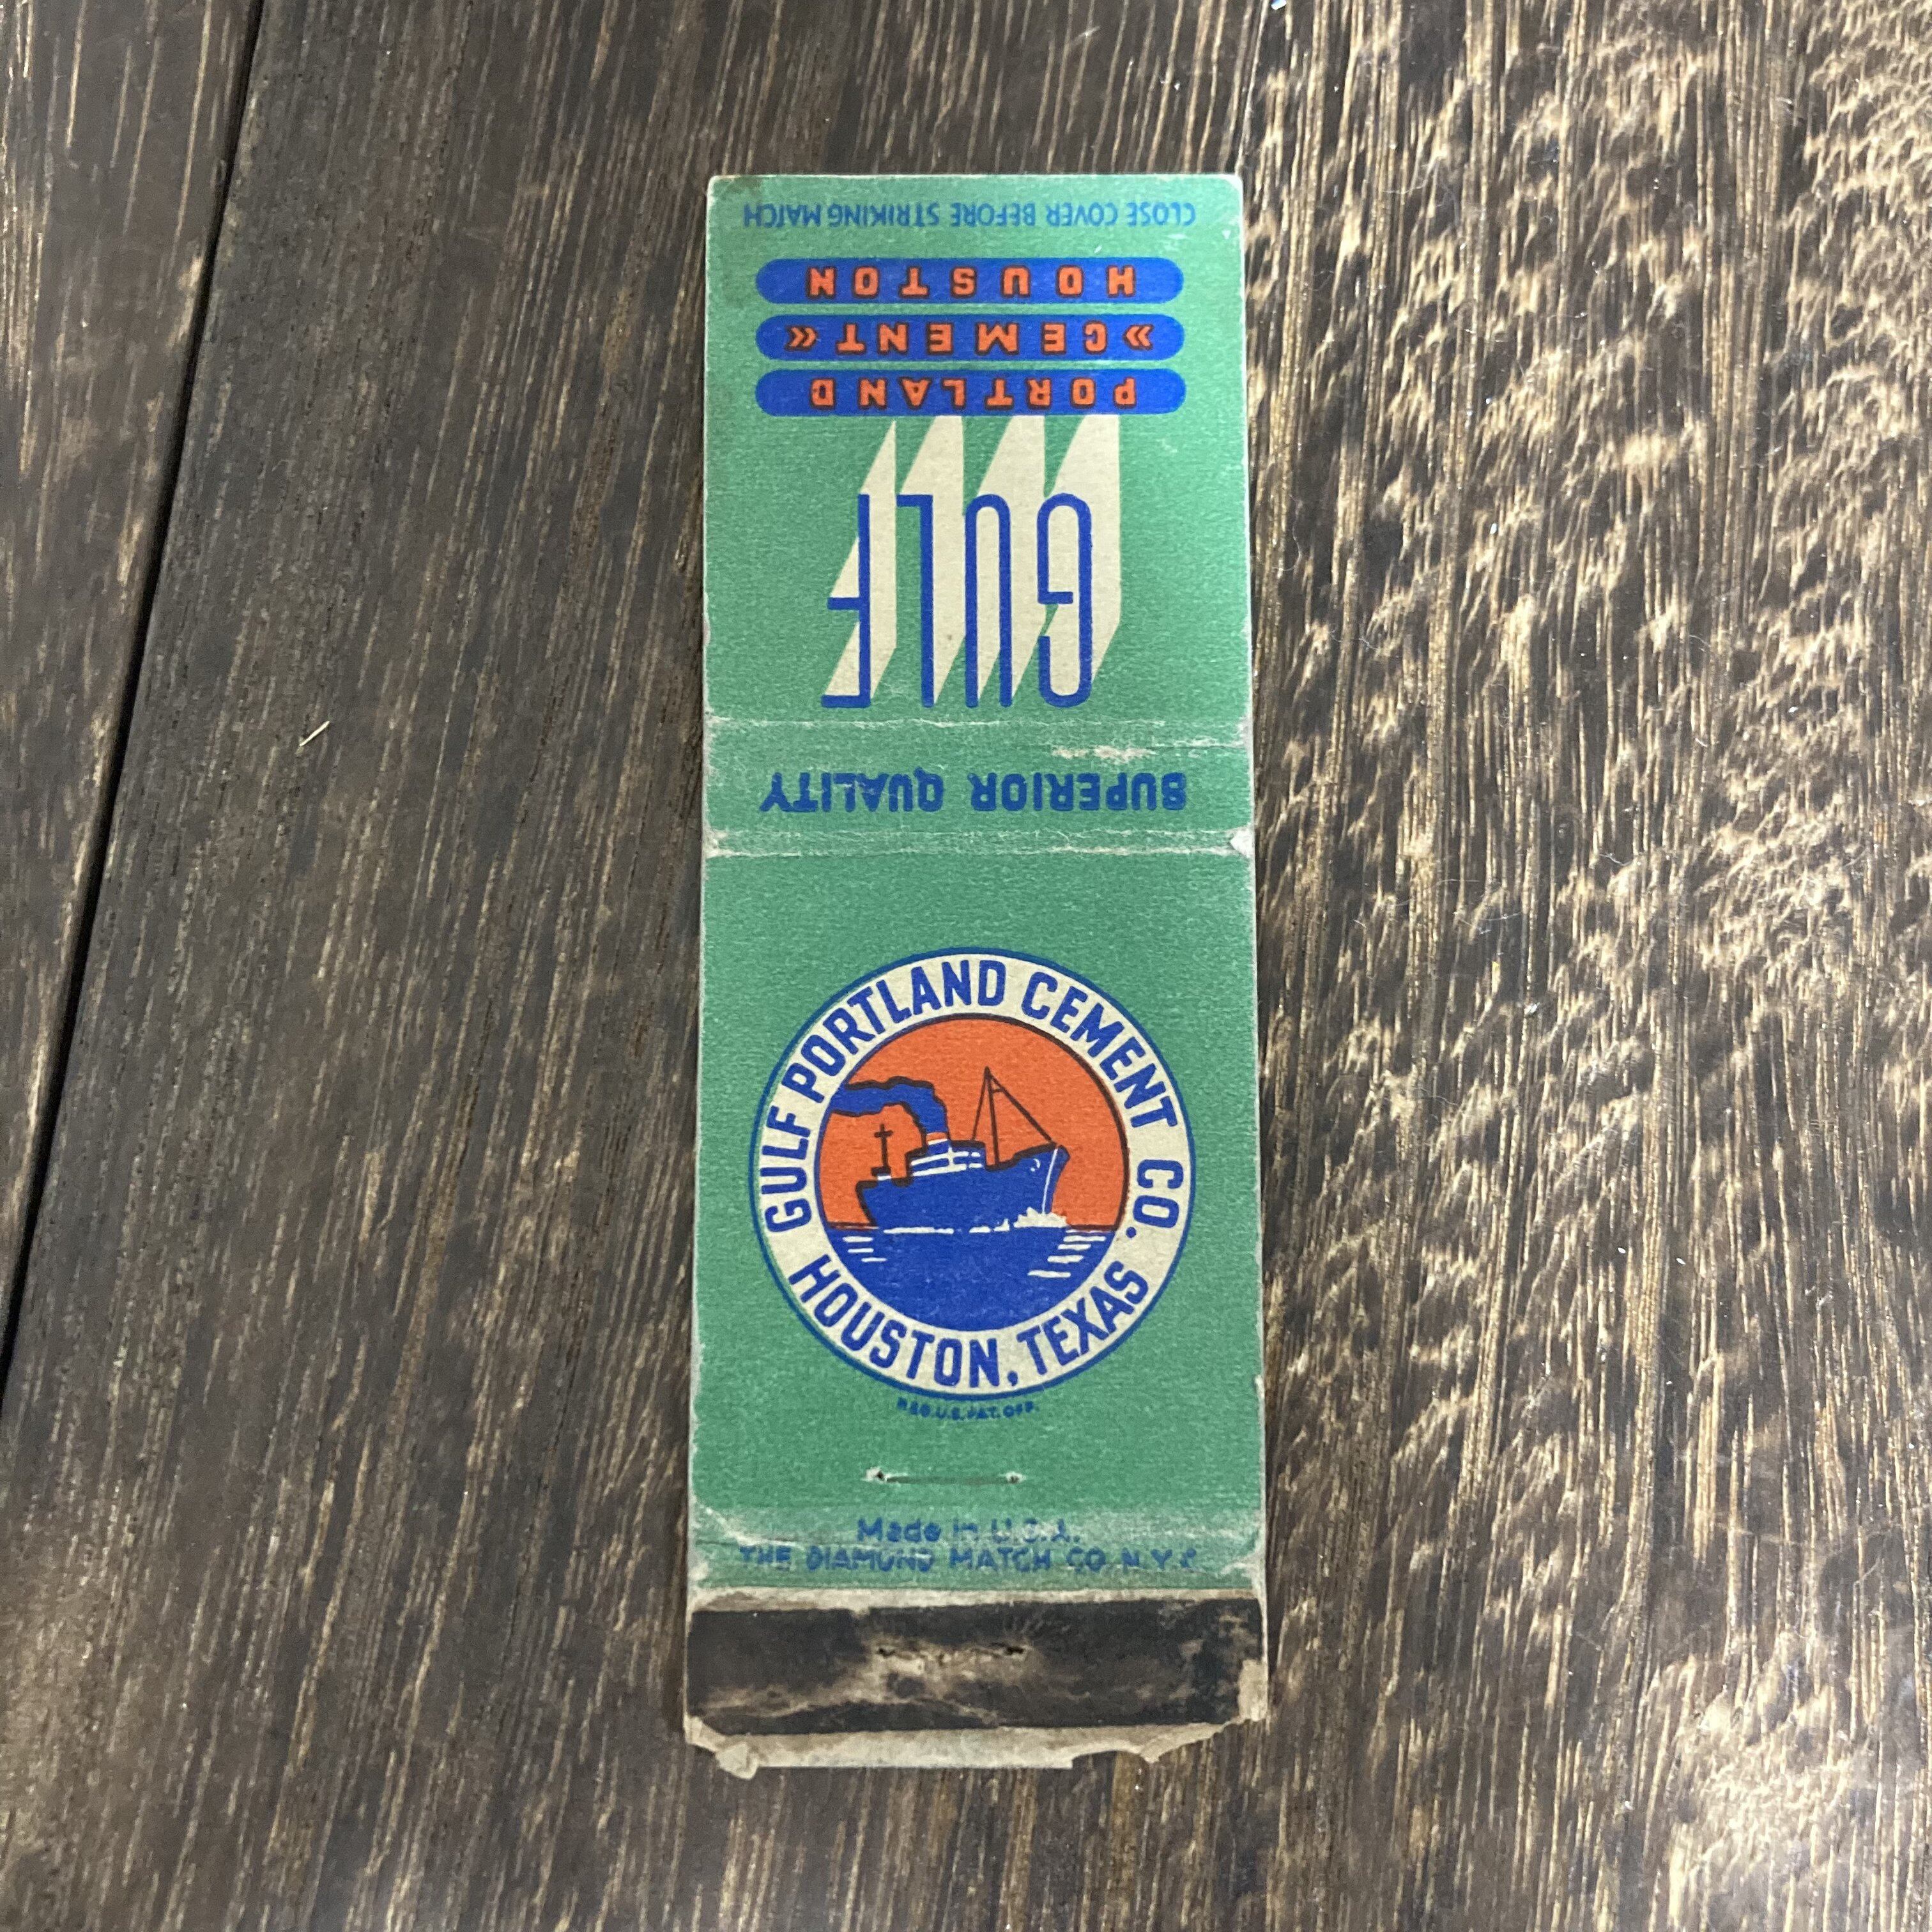 CLOSE COVER BEFORE STRIKING MATCH
HOUSTON
»CEMENT«
PORTLAND
GULF
SUPERIOR QUALITY
GULF PORTLAND CEMENT CO.
HOUSTON, TEXAS
REG. U.S. PAT. OFF.
Made in U.S.A.
THE DIAMOND MATCH CO. N.Y.C.